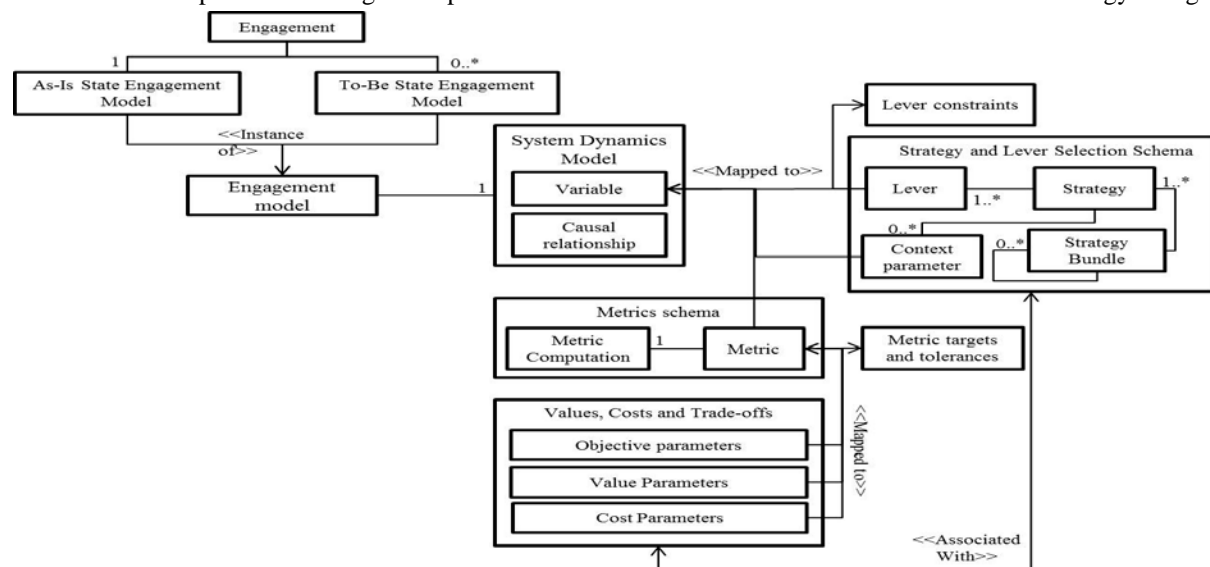 Engagement
1
0..*
As-Is State Engagement
Model
To-Be State Engagement
Model
<<Instance
of>>
Engagement
model
1
System Dynamics
Model
Variable
Causal
relationship
<<Mapped to>>
Lever constraints
Strategy and Lever Selection Schema
Lever
Strategy
1..*
1..*
0..*
Context
parameter
0..*
Strategy
Bundle
Metrics schema
Metric
Computation
1
Metric
Metric targets
and tolerances
Values, Costs and Trade-offs
Objective parameters
Value Parameters
Cost Parameters
<<Mapped
to>>
<<Associated
With>>